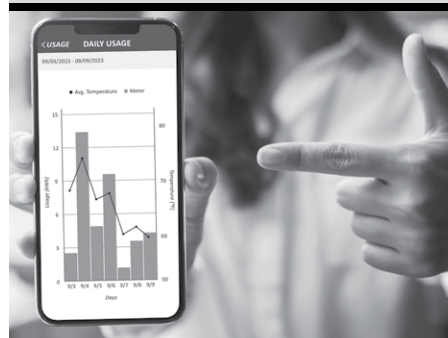 < USAGE DAILY USAGE
09/03/2023 - 09/09/2023
Avg. Temperature Meter
15
12
9
6
3
0
Usage (kWh)
80
70
60
50
Temperature (°F)
9/3 9/4 9/5 9/6 9/7 9/8 9/9
Days